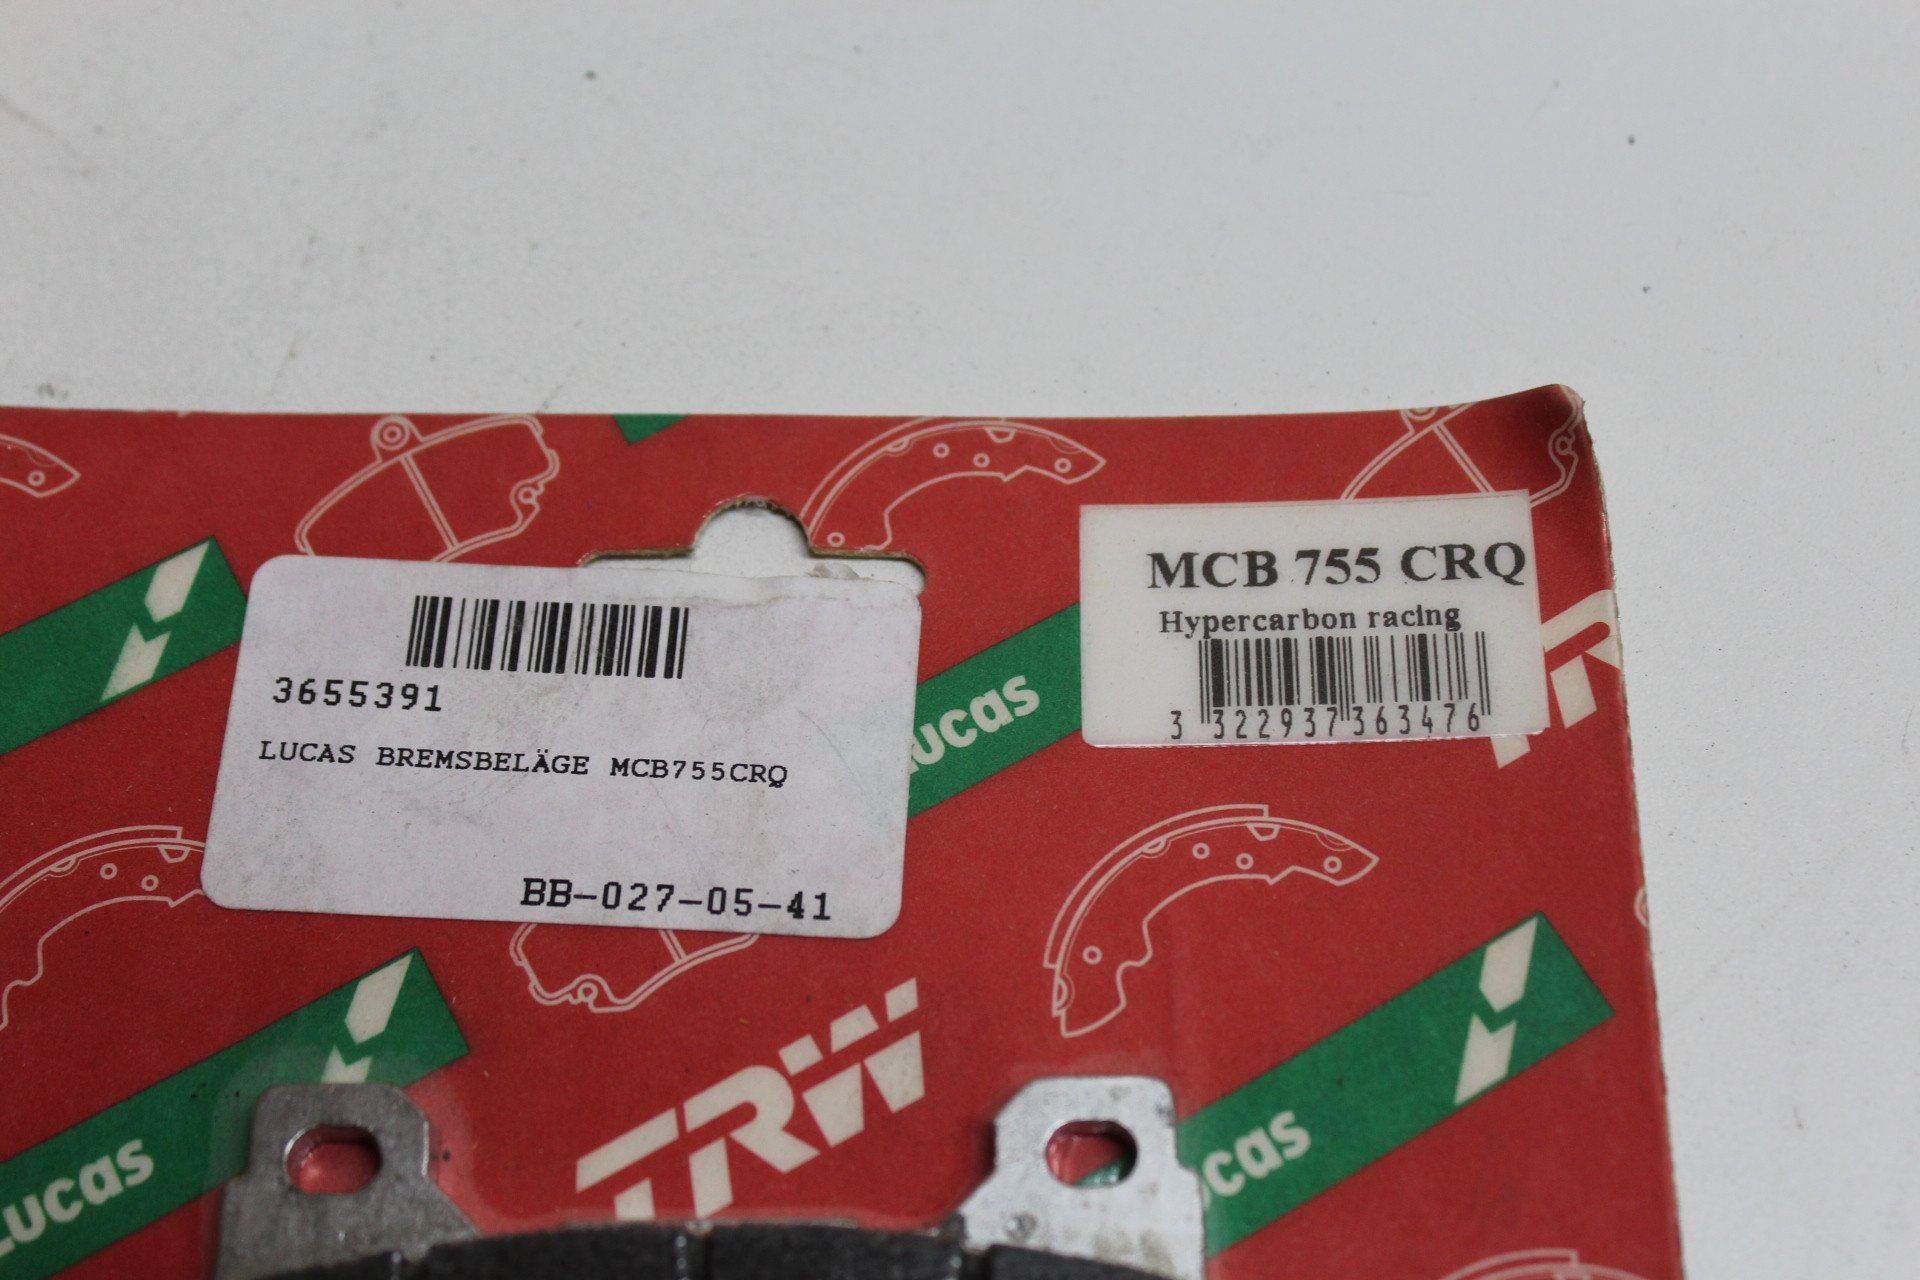 MCB 755 CRQ
Hypercarbon racing
3 322937 363476
3655391
LUCAS BREMSBELÄGE MCB755CRQ
BB-027-05-41
Lucas
TRW
Lucas
Lucas